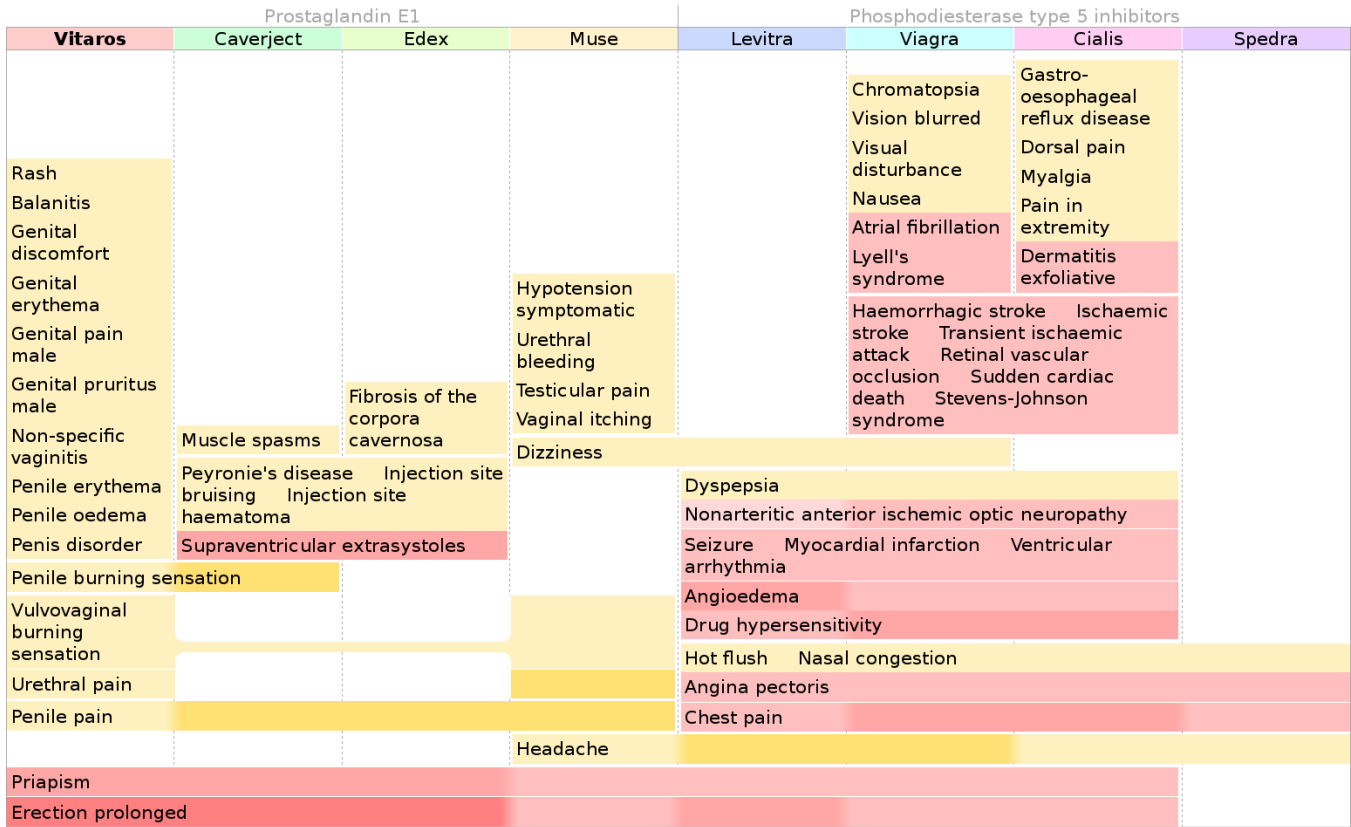 Prostaglandin E1
Phosphodiesterase type 5 inhibitors
Vitaros
Caverject
Edex
Muse
Levitra
Viagra
Cialis
Spedra
Rash
Balanitis
Genital
discomfort
Genital
erythema
Genital pain
male
Genital pruritus
male
Non-specific
vaginitis
Penile erythema
Penile oedema
Penis disorder
Muscle spasms
Fibrosis of the
corpora
cavernosa
Peyronie's disease Injection site
bruising Injection site
haematoma
Supraventricular extrasystoles
Hypotension
symptomatic
Urethral
bleeding
Testicular pain
Vaginal itching
Chromatopsia
Vision blurred
Visual
disturbance
Nausea
Atrial fibrillation
Lyell's
syndrome
Gastro-
oesophageal
reflux disease
Dorsal pain
Myalgia
Pain in
extremity
Dermatitis
exfoliative
Haemorrhagic stroke Ischaemic
stroke Transient ischaemic
attack Retinal vascular
occlusion Sudden cardiac
death Stevens-Johnson
syndrome
Dizziness
Dyspepsia
Nonarteritic anterior ischemic optic neuropathy
Seizure Myocardial infarction Ventricular
arrhythmia
Angioedema
Drug hypersensitivity
Penile burning sensation
Vulvovaginal
burning
sensation
Urethral pain
Penile pain
Hot flush Nasal congestion
Angina pectoris
Chest pain
Headache
Priapism
Erection prolonged